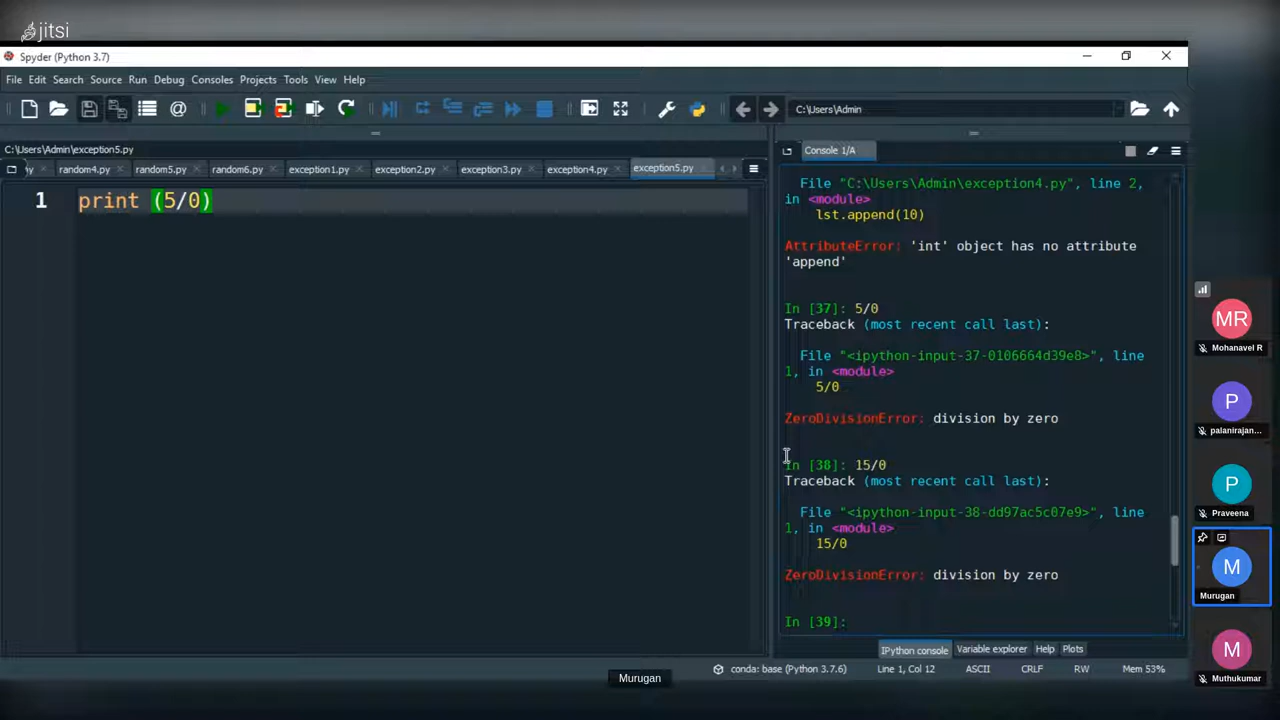 jitsi
Spyder (Python 3.7)
File Edit Search Source Run Debug Consoles Projects Tools View Help
C:\Users\Admin
C:\Users\Admin\exception5.py
Console 1/A
random4.py random5.py random6.py exception1.py exception2.py exception3.py exception4.py exception5.py
1 print (5/0)
File "C:\Users\Admin\exception4.py", line 2,
in <module>
lst.append(10)
AttributeError: 'int' object has no attribute
'append'
In [37]: 5/0
Traceback (most recent call last):
File "<ipython-input-37-0106664d39e8>", line
1, in <module>
5/0
ZeroDivisionError: division by zero
In [38]: 15/0
Traceback (most recent call last):
File "<ipython-input-38-dd97ac5c07e9>", line
1, in <module>
15/0
ZeroDivisionError: division by zero
In [39]:
IPython console Variable explorer Help Plots
conda: base (Python 3.7.6) Line 1, Col 12 ASCII CRLF RW Mem 53%
Murugan
MR
Mohanavel R
P
palanirajan...
P
Praveena
M
Murugan
M
Muthukumar